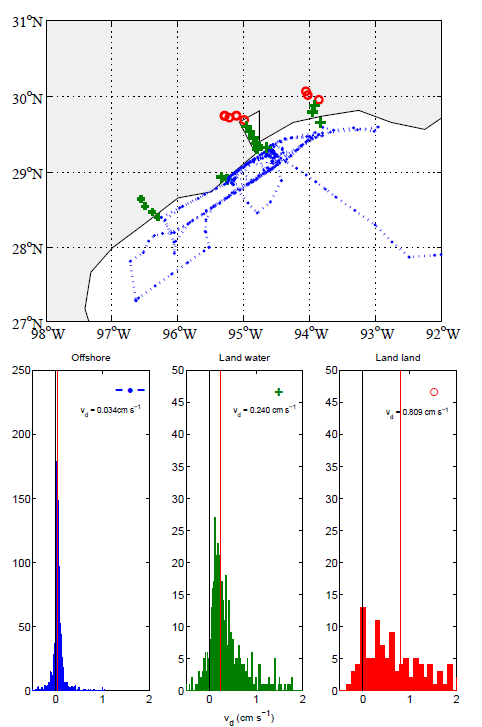 31°N
30°N
29°N
28°N
27°N
98°W 97°W 96°W 95°W 94°W 93°W 92°W
Offshore Land water Land land
250 50 50
v_d = 0.034cm s⁻¹ v_d = 0.240 cm s⁻¹ v_d = 0.809 cm s⁻¹
45 45
200 40 40
35 35
150 30 30
25 25
100 20 20
15 15
50 10 10
5 5
0 0 0
0 1 2 0 1 2 0 1 2
v_d (cm s⁻¹)